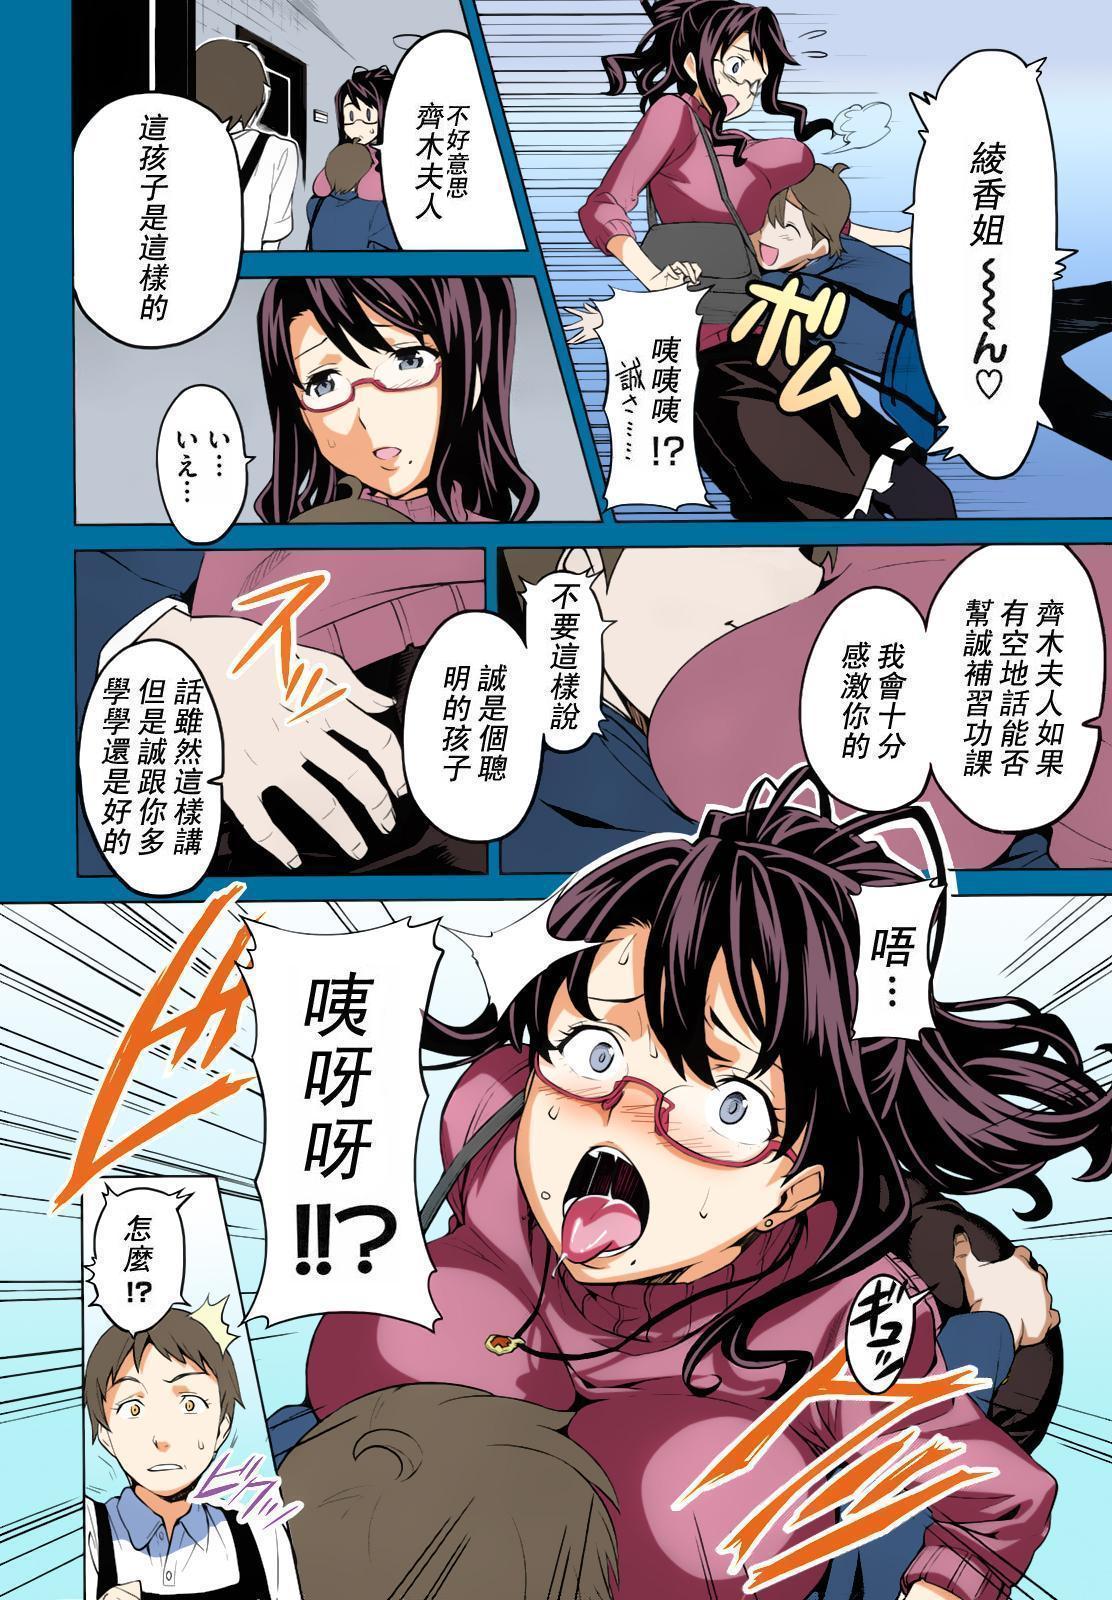 綾香姐～～～ん♡
ボム
咦咦咦!?
誠さ……
不好意思
齊木夫人
這孩子是這樣的
い…
いえ…
齊木夫人如果
有空地話能否
幫誠補習功課
我會十分
感激你的
不要這樣說
誠是個聰
明的孩子
スッ
話雖然這樣講
但是誠跟你多
學學還是好的
唔…
咦呀呀!!?
ギュッ
怎麼!?
ビクッ